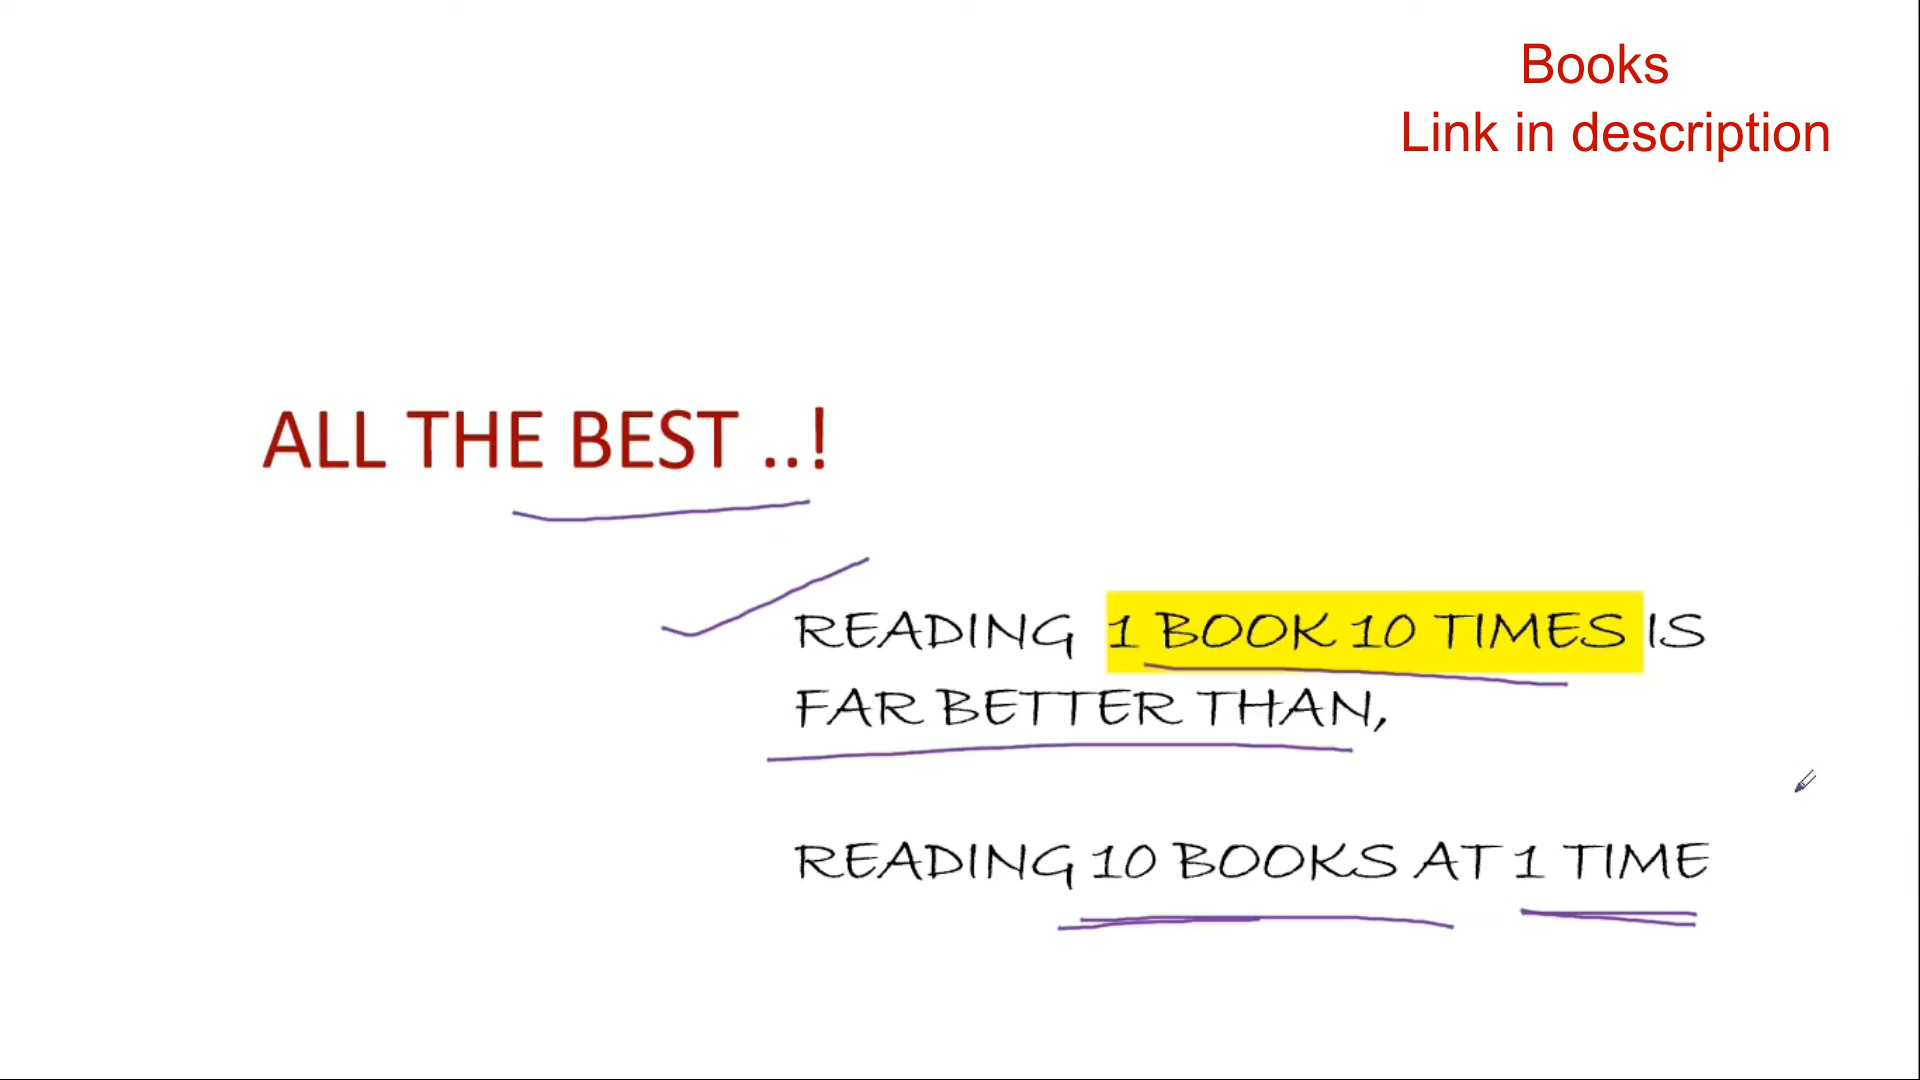 Books
Link in description
ALL THE BEST ..!
READING 1 BOOK 10 TIMES IS
FAR BETTER THAN,
READING 10 BOOKS AT 1 TIME